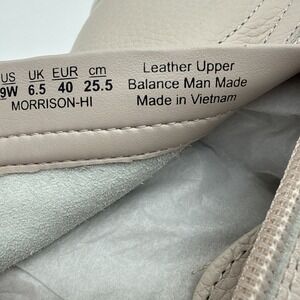 US UK EUR cm
9W 6.5 40 25.5
MORRISON-HI
Leather Upper
Balance Man Made
Made in Vietnam